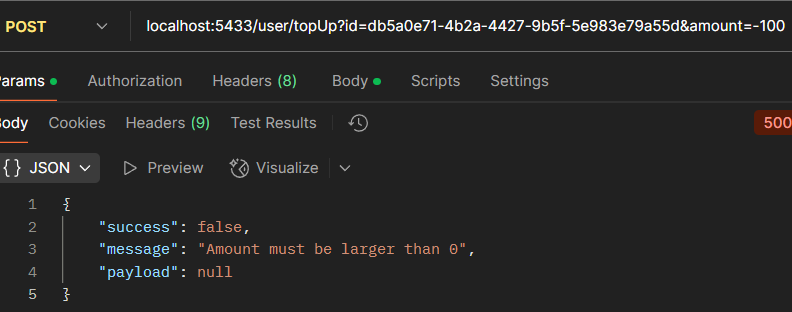 POST localhost:5433/user/topUp?id=db5a0e71-4b2a-4427-9b5f-5e983e79a55d&amount=-100
arams Authorization Headers (8) Body Scripts Settings
ody Cookies Headers (9) Test Results 500
{} JSON Preview Visualize
1 {
2 "success": false,
3 "message": "Amount must be larger than 0",
4 "payload": null
5 }